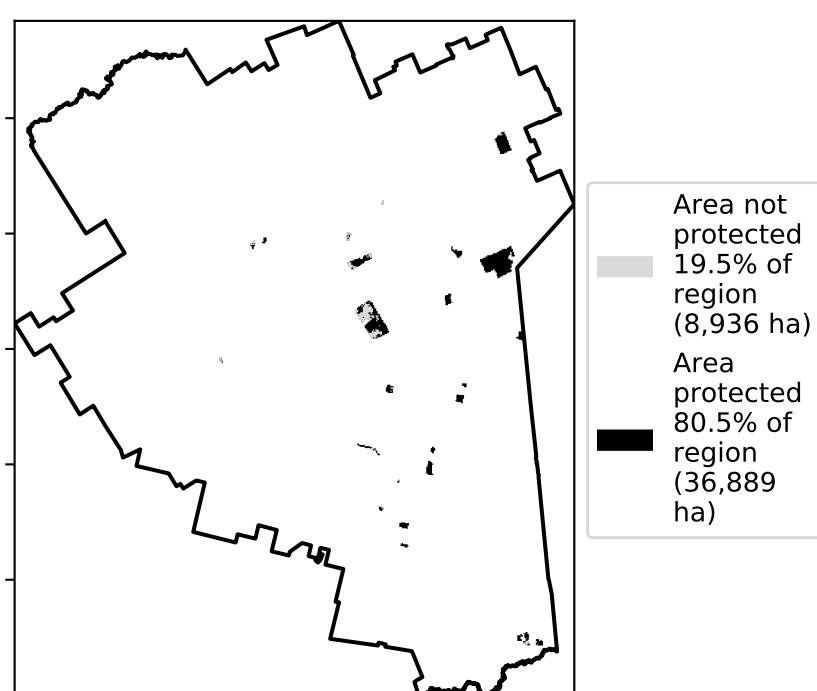 Area not
protected
19.5% of
region
(8,936 ha)
Area
protected
80.5% of
region
(36,889
ha)